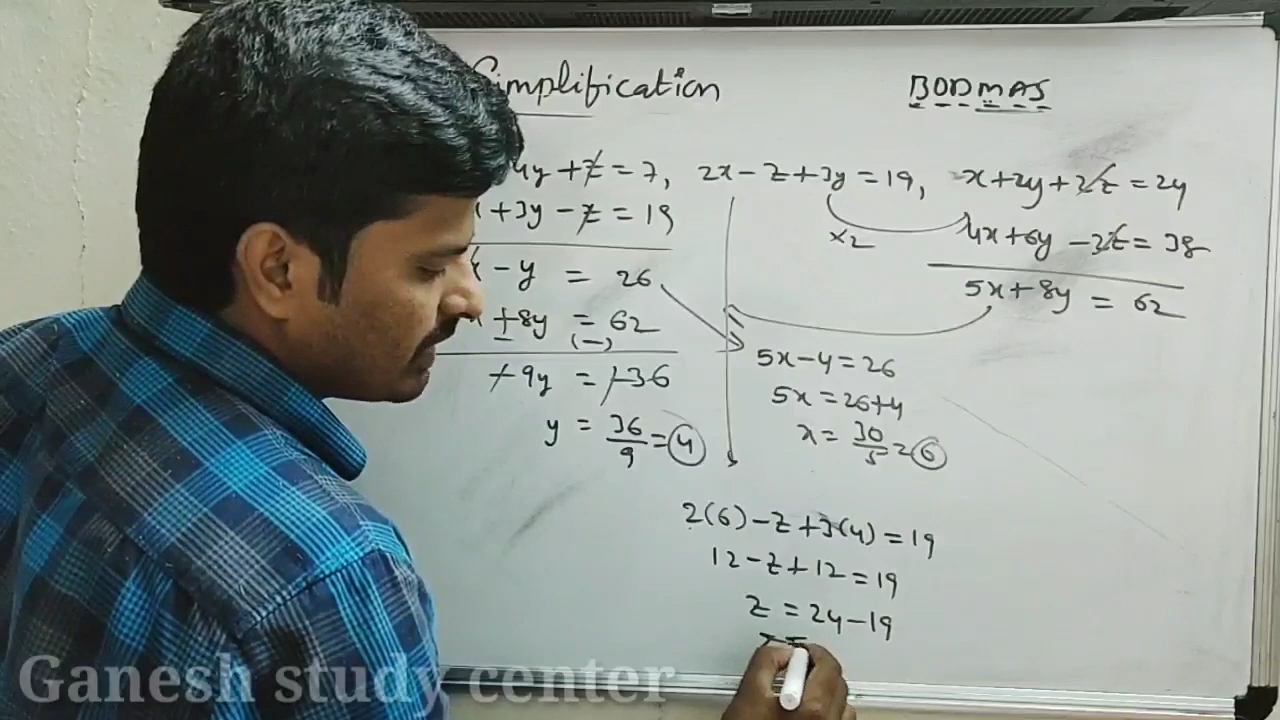 Simplification
BODMAS
4y + z = 7, 2x - z + 3y = 19, x + 2y + 2z = 24
+ 3y - z = 19
×2
4x + 6y - 2z = 38
- y = 26
5x + 8y = 62
+ 8y = 62
(-)
5x - 4 = 26
+ 9y = + 36
5x = 26 + 4
y = 36/9 = 4
x = 30/5 = 6
2(6) - z + 3(4) = 19
12 - z + 12 = 19
z = 24 - 19
z =
Ganesh study center